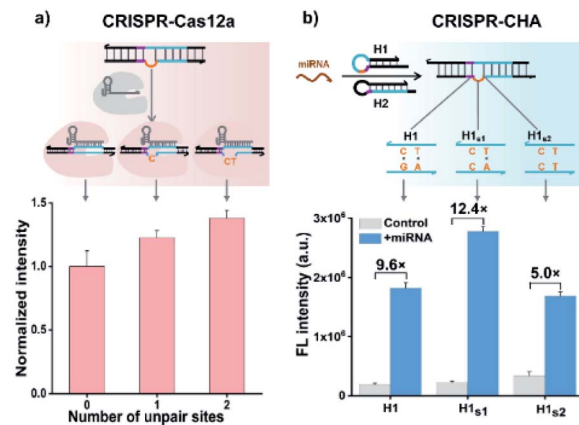 a) CRISPR-Cas12a
C
CT
Normalized intensity
1.5
1.0
0.5
0.0
0 1 2
Number of unpair sites
b) CRISPR-CHA
miRNA
H1
H2
H1 H1s1 H1s2
C T C T C T
G A C A C T
FL intensity (a.u.)
3x10⁶
2x10⁶
1x10⁶
0
Control
+miRNA
9.6×
12.4×
5.0×
H1 H1s1 H1s2